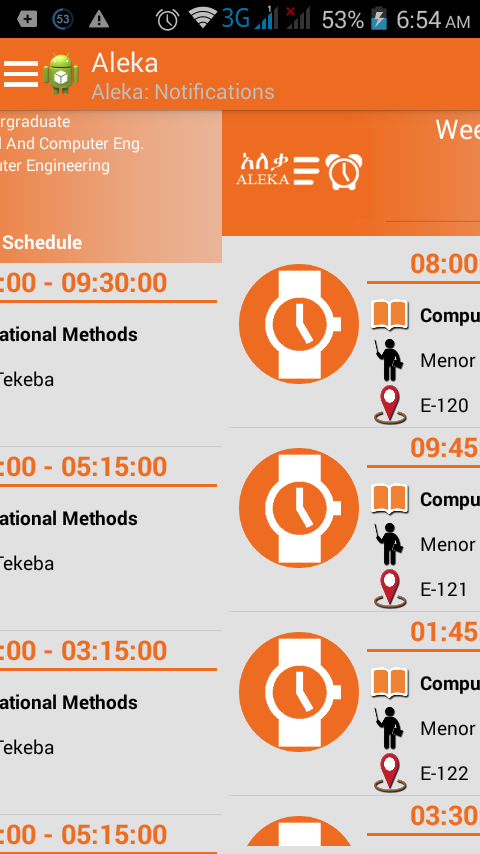 53
3G
53%
6:54 AM
Aleka
Aleka: Notifications
rgraduate
l And Computer Eng.
uter Engineering
Schedule
:00 - 09:30:00
ational Methods
Tekeba
:00 - 05:15:00
ational Methods
Tekeba
:00 - 03:15:00
ational Methods
Tekeba
:00 - 05:15:00
Wee
አለቃ
ALEKA
08:00
Compu
Menor
E-120
09:45
Compu
Menor
E-121
01:45
Compu
Menor
E-122
03:30